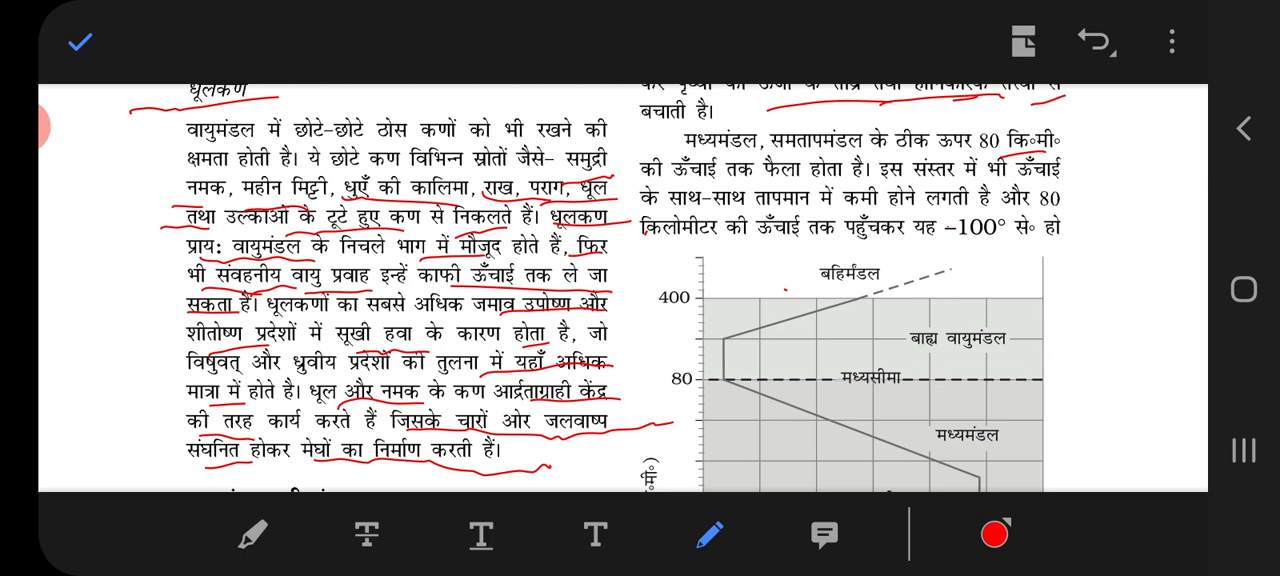 धूलकण
वायुमंडल में छोटे-छोटे ठोस कणों को भी रखने की
क्षमता होती है। ये छोटे कण विभिन्न स्रोतों जैसे- समुद्री
नमक, महीन मिट्टी, धुएँ की कालिमा, राख, पराग, धूल
तथा उल्काओं के टूटे हुए कण से निकलते हैं। धूलकण
प्रायः वायुमंडल के निचले भाग में मौजूद होते हैं, फिर
भी संवहनीय वायु प्रवाह इन्हें काफी ऊँचाई तक ले जा
सकता है। धूलकणों का सबसे अधिक जमाव उपोष्ण और
शीतोष्ण प्रदेशों में सूखी हवा के कारण होता है, जो
विषुवत् और ध्रुवीय प्रदेशों की तुलना में यहाँ अधिक
मात्रा में होते है। धूल और नमक के कण आर्द्रताग्राही केंद्र
की तरह कार्य करते हैं जिसके चारों ओर जलवाष्प
संघनित होकर मेघों का निर्माण करती हैं।
बचाती है।
मध्यमंडल, समतापमंडल के ठीक ऊपर 80 कि॰मी॰
की ऊँचाई तक फैला होता है। इस संस्तर में भी ऊँचाई
के साथ-साथ तापमान में कमी होने लगती है और 80
किलोमीटर की ऊँचाई तक पहुँचकर यह -100° से॰ हो
बहिर्मंडल
400
बाह्य वायुमंडल
80
मध्यसीमा
मध्यमंडल